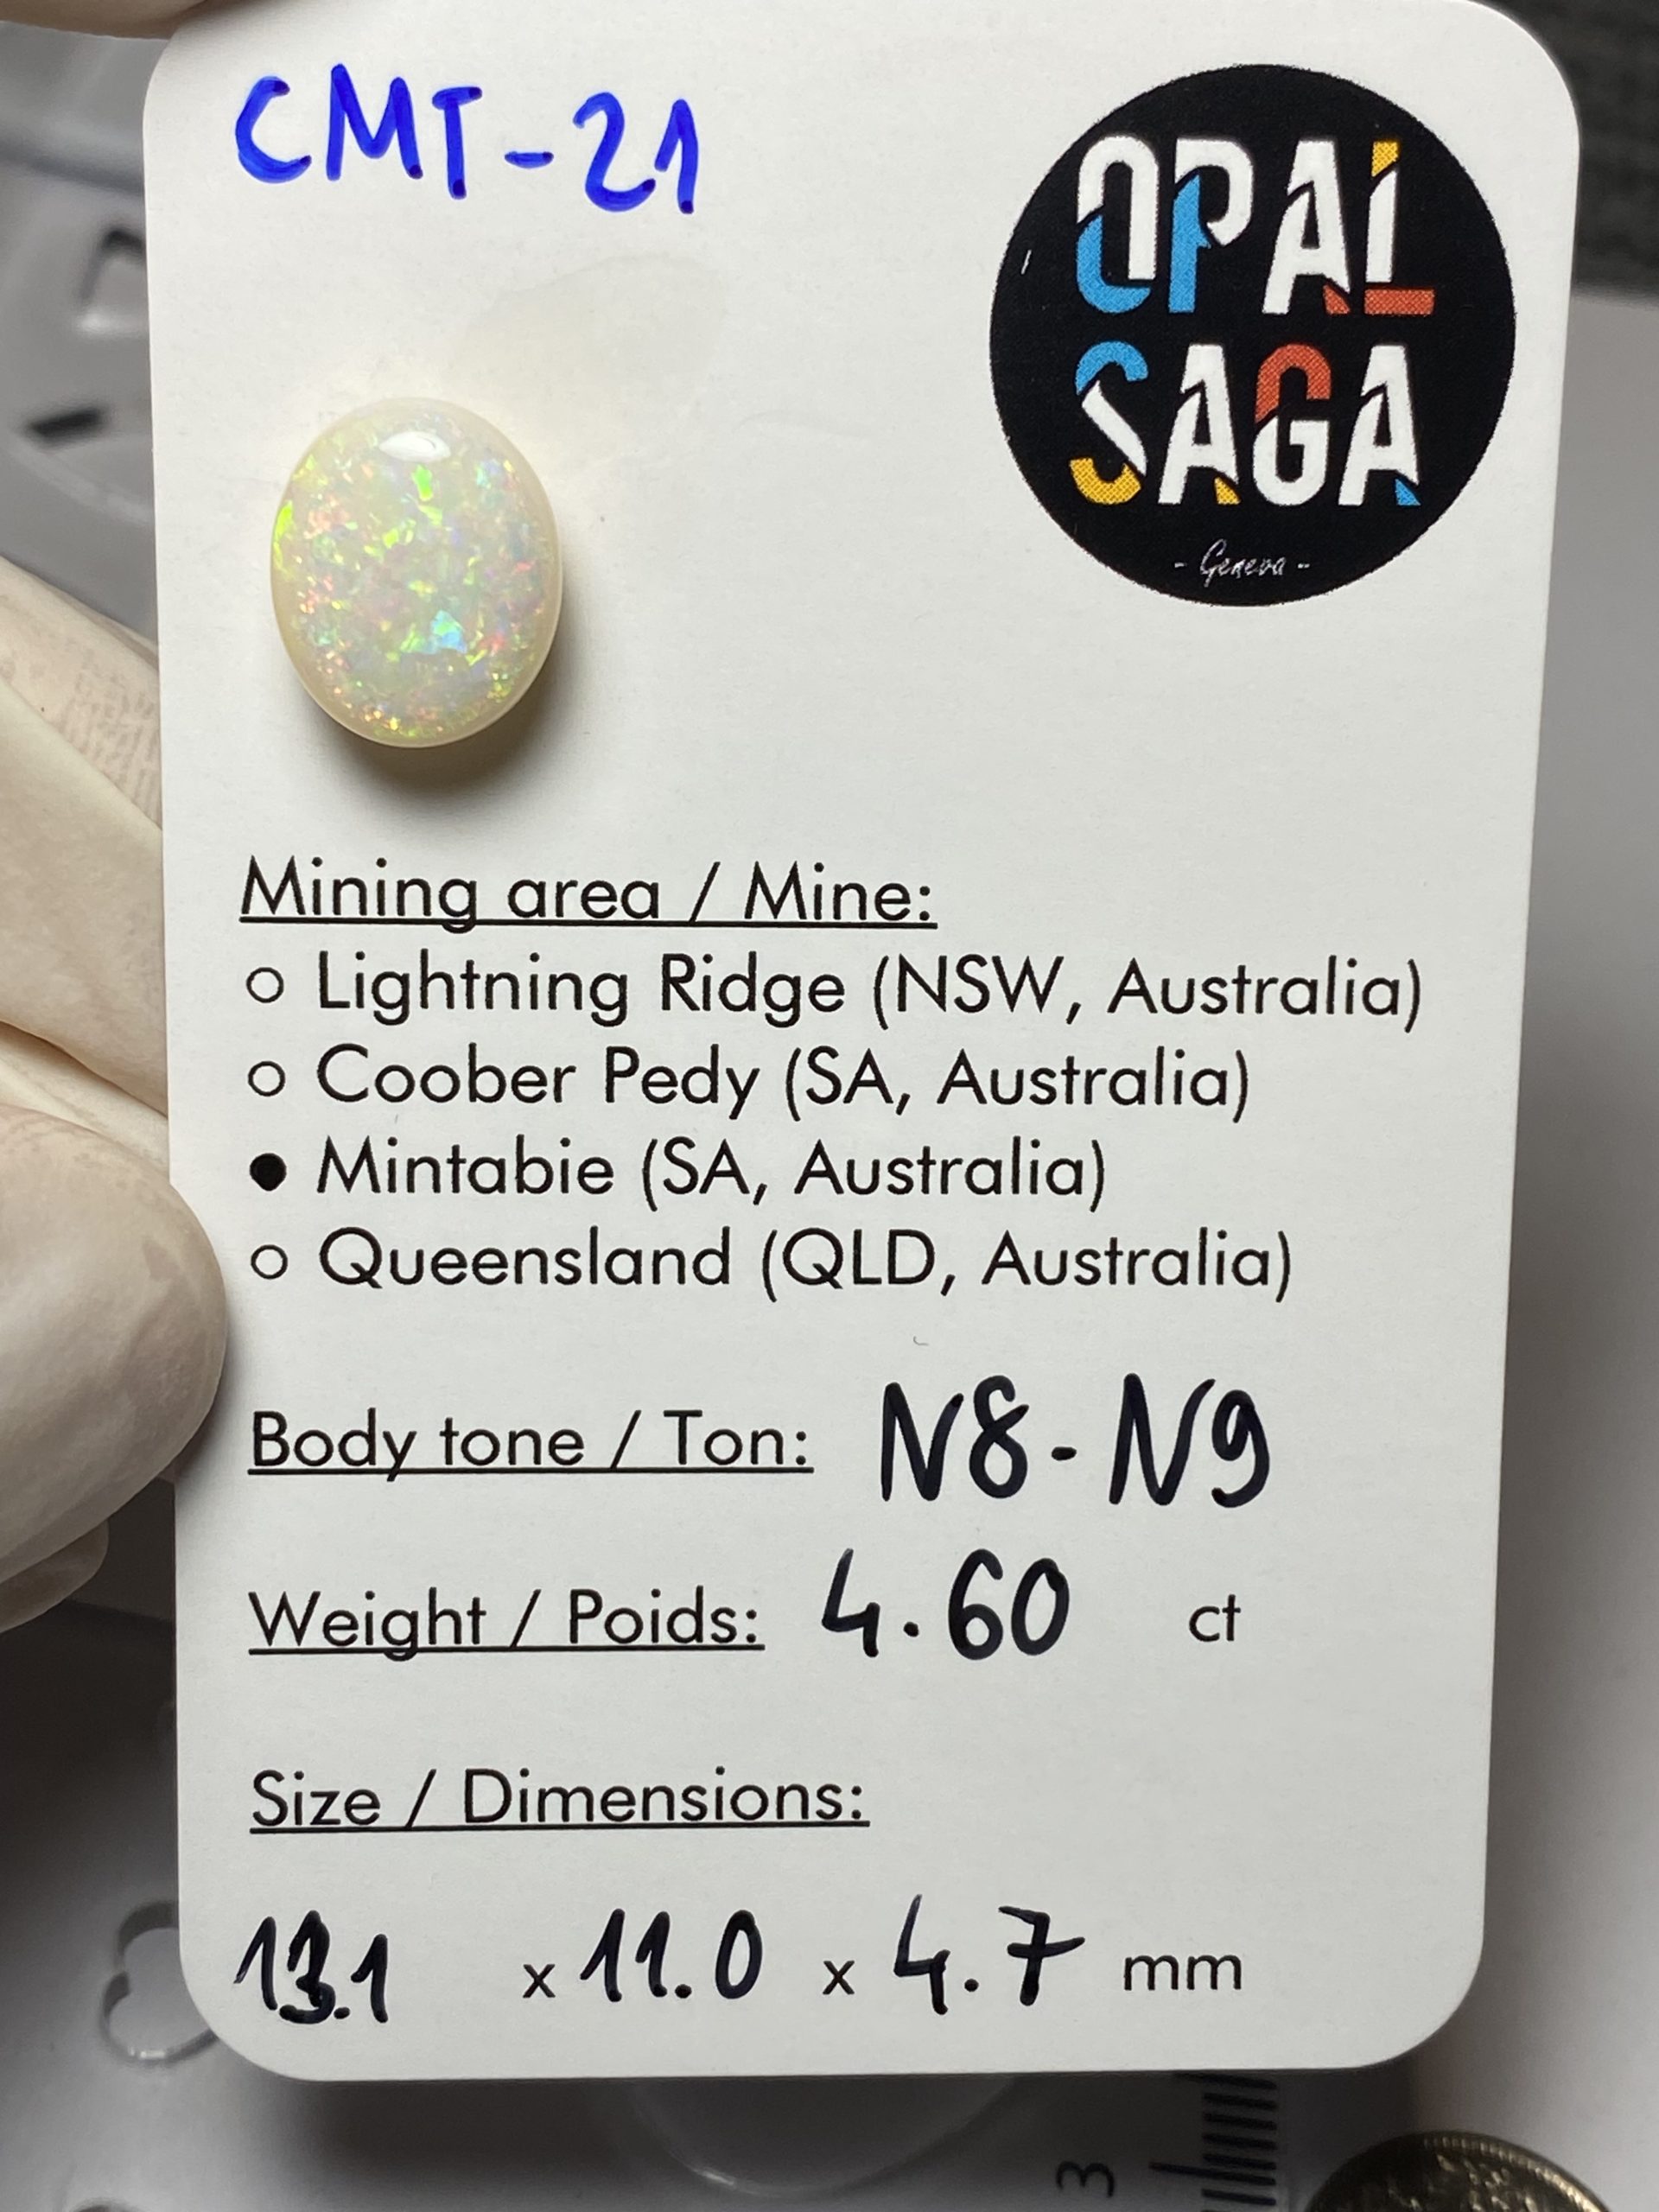 CMT-21
OPAL
SAGA
- Geneva -
Mining area / Mine:
○ Lightning Ridge (NSW, Australia)
○ Coober Pedy (SA, Australia)
● Mintabie (SA, Australia)
○ Queensland (QLD, Australia)
Body tone / Ton: N8-N9
Weight / Poids: 4.60 ct
Size / Dimensions:
13.1 x 11.0 x 4.7 mm
3